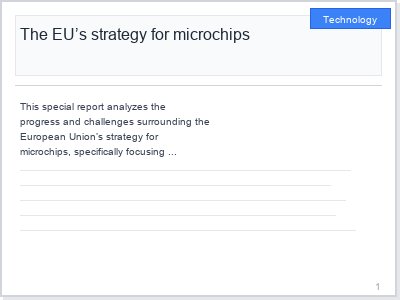 Technology
The EU’s strategy for microchips
This special report analyzes the
progress and challenges surrounding the
European Union’s strategy for
microchips, specifically focusing ...
1